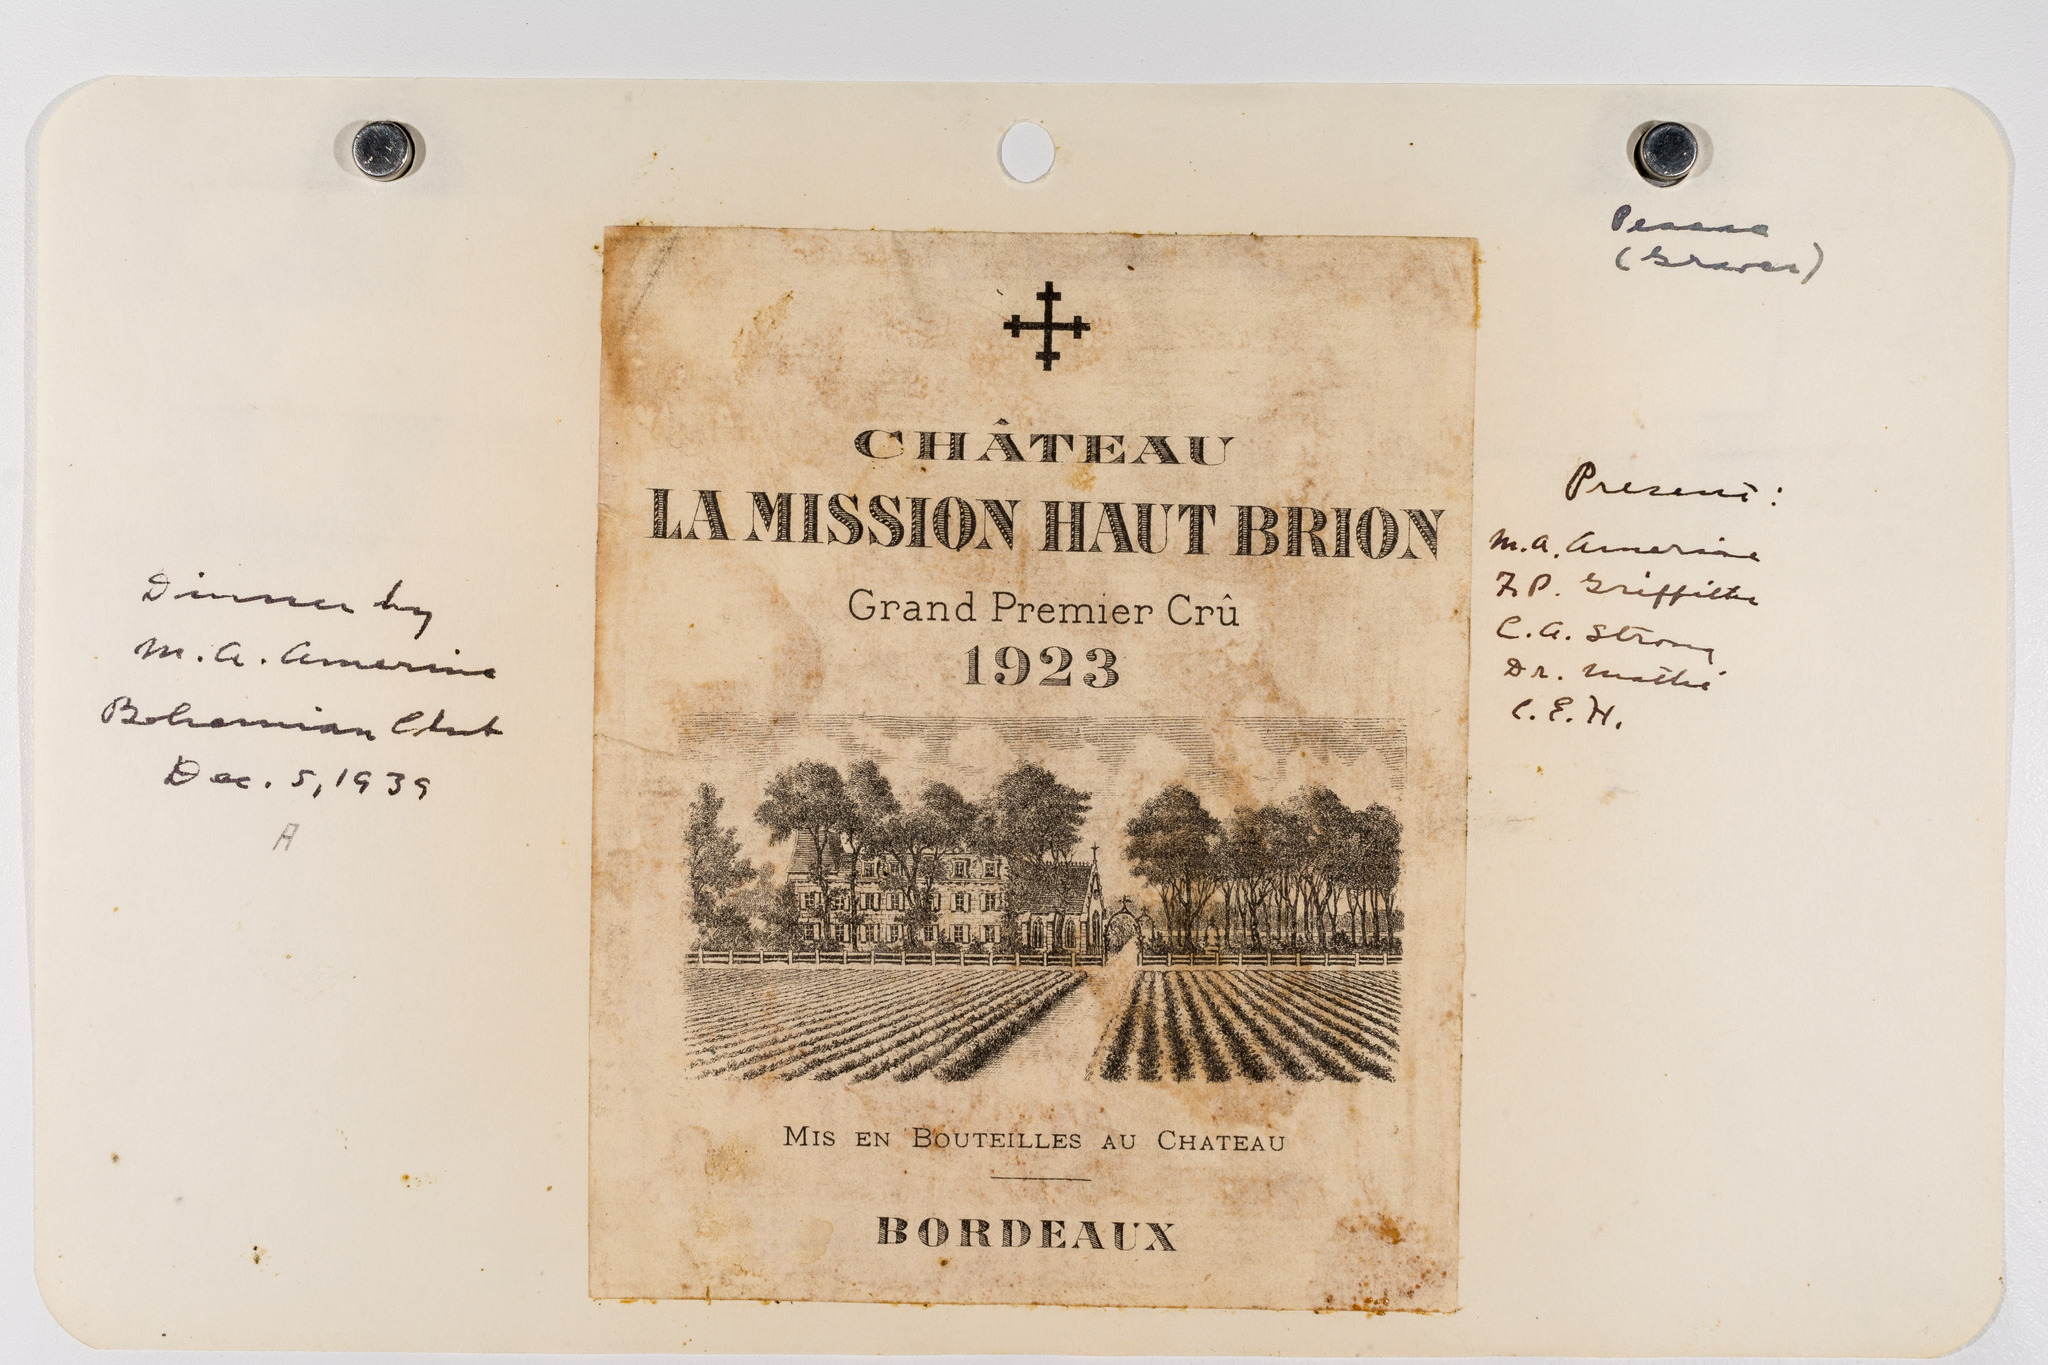 Pessac
(Graves)
CHÂTEAU
LA MISSION HAUT BRION
Grand Premier Crû
1923
MIS EN BOUTEILLES AU CHATEAU
BORDEAUX
Dinner by
M. A. Amerine
Bohemian Club
Dec. 5, 1939
A
Present:
M. A. Amerine
F. P. Griffiths
C. A. Strong
Dr. Mathé
C. E. H.